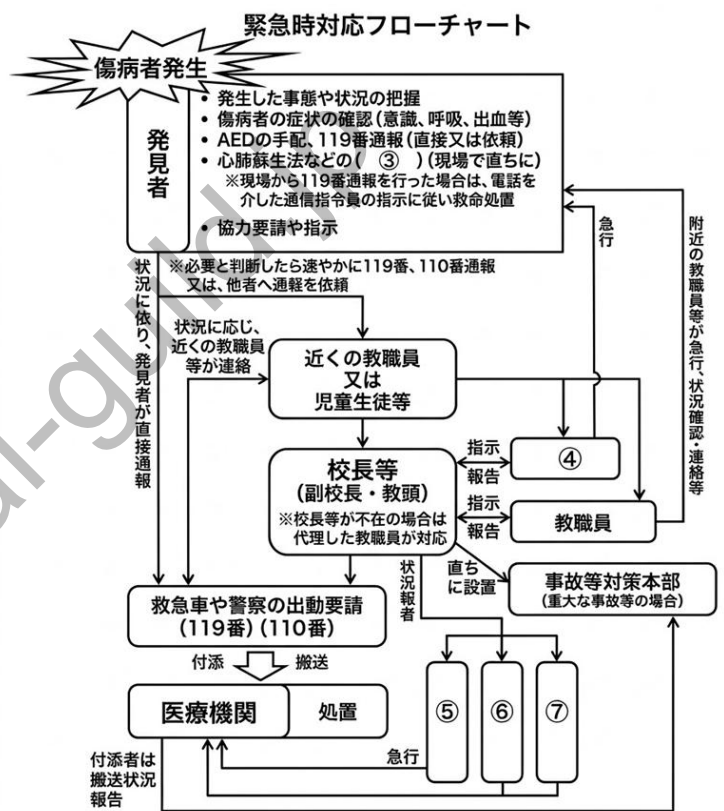 緊急時対応フローチャート
傷病者発生
発見者
• 発生した事態や状況の把握
• 傷病者の症状の確認(意識、呼吸、出血等)
• AEDの手配、119番通報(直接又は依頼)
• 心肺蘇生法などの( ③ )(現場で直ちに)
※現場から119番通報を行った場合は、電話を
介した通信指令員の指示に従い救命処置
• 協力要請や指示
※必要と判断したら速やかに119番、110番通報
又は、他者へ通軽を依頼
状況に依り、発見者が直接通報
状況に応じ、
近くの教職員
等が連絡
急行
附近の教職員等が急行、状況確認・連絡等
近くの教職員
又は
児童生徒等
校長等
(副校長・教頭)
※校長等が不在の場合は
代理した教職員が対応
指示
報告
④
指示
報告
教職員
状況報者
直ち
に設置
事故等対策本部
(重大な事故等の場合)
救急車や警察の出動要請
(119番)(110番)
付添
搬送
医療機関
処置
⑤
⑥
⑦
急行
付添者は
搬送状況
報告
al-guild.jp